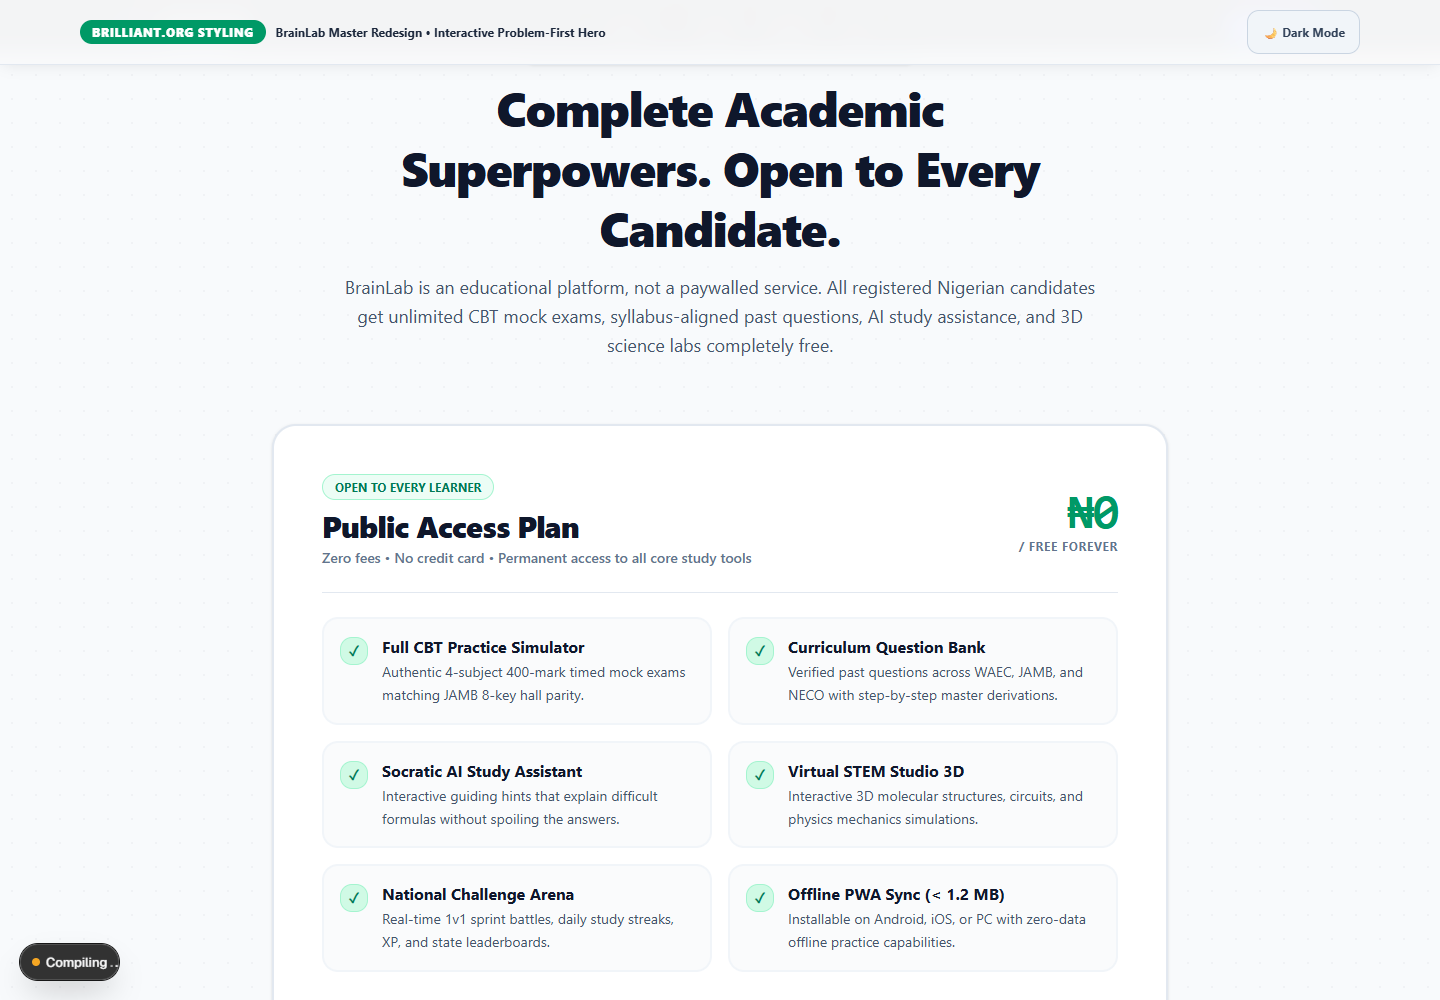 BRILLIANT.ORG STYLING
BrainLab Master Redesign • Interactive Problem-First Hero
🌙 Dark Mode
Complete Academic
Superpowers. Open to Every
Candidate.
BrainLab is an educational platform, not a paywalled service. All registered Nigerian candidates
get unlimited CBT mock exams, syllabus-aligned past questions, AI study assistance, and 3D
science labs completely free.
OPEN TO EVERY LEARNER
Public Access Plan
Zero fees • No credit card • Permanent access to all core study tools
₦0
/ FREE FOREVER
✓ Full CBT Practice Simulator
Authentic 4-subject 400-mark timed mock exams
matching JAMB 8-key hall parity.
✓ Curriculum Question Bank
Verified past questions across WAEC, JAMB, and
NECO with step-by-step master derivations.
✓ Socratic AI Study Assistant
Interactive guiding hints that explain difficult
formulas without spoiling the answers.
✓ Virtual STEM Studio 3D
Interactive 3D molecular structures, circuits, and
physics mechanics simulations.
✓ National Challenge Arena
Real-time 1v1 sprint battles, daily study streaks,
XP, and state leaderboards.
✓ Offline PWA Sync (< 1.2 MB)
Installable on Android, iOS, or PC with zero-data
offline practice capabilities.
Compiling ..